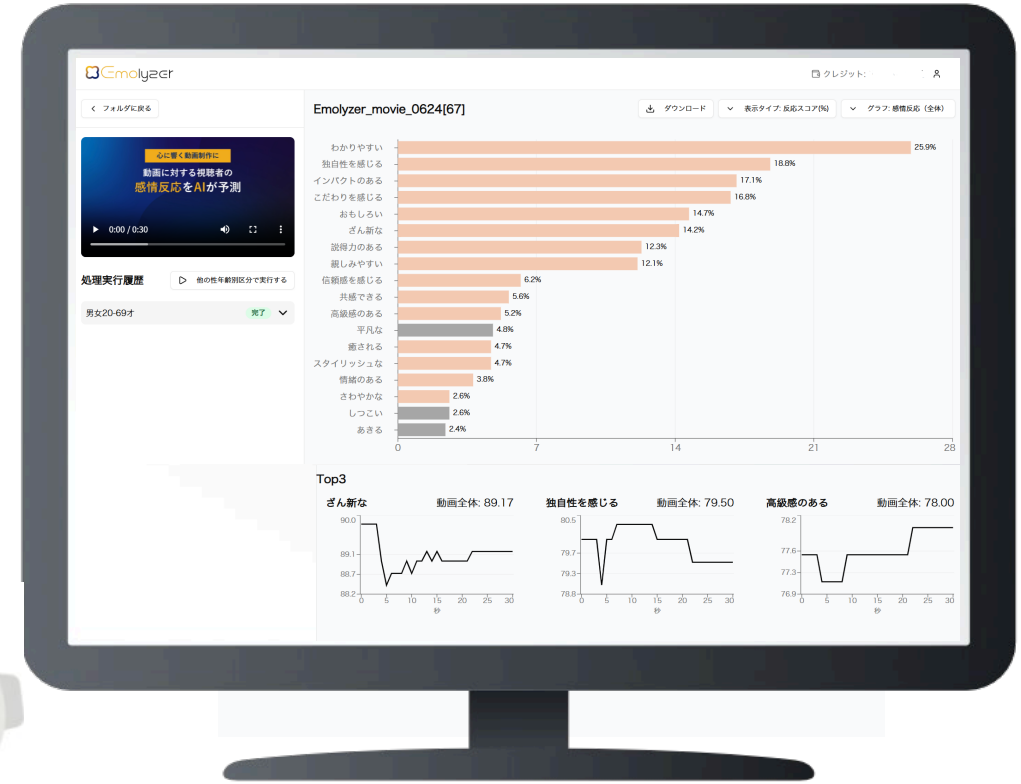 Emolyzer
クレジット:
フォルダに戻る
Emolyzer_movie_0624[67]
ダウンロード
表示タイプ: 反応スコア(%)
グラフ: 感情反応（全体）
心に響く動画制作に
動画に対する視聴者の
感情反応をAIが予測
0:00 / 0:30
処理実行履歴
他の性年齢別区分で実行する
男女20-69才
完了
わかりやすい 25.9%
独自性を感じる 18.8%
インパクトのある 17.1%
こだわりを感じる 16.8%
おもしろい 14.7%
ざん新な 14.2%
説得力のある 12.3%
親しみやすい 12.1%
信頼感を感じる 6.2%
共感できる 5.6%
高級感のある 5.2%
平凡な 4.8%
癒される 4.7%
スタイリッシュな 4.7%
情緒のある 3.8%
さわやかな 2.6%
しつこい 2.6%
あきる 2.4%
0 7 14 21 28
Top3
ざん新な 動画全体: 89.17
90.0
89.1
88.7
88.2
0 5 10 15 20 25 30
秒
独自性を感じる 動画全体: 79.50
80.5
79.7
79.3
78.8
0 5 10 15 20 25 30
秒
高級感のある 動画全体: 78.00
78.2
77.6
77.3
76.9
0 5 10 15 20 25 30
秒